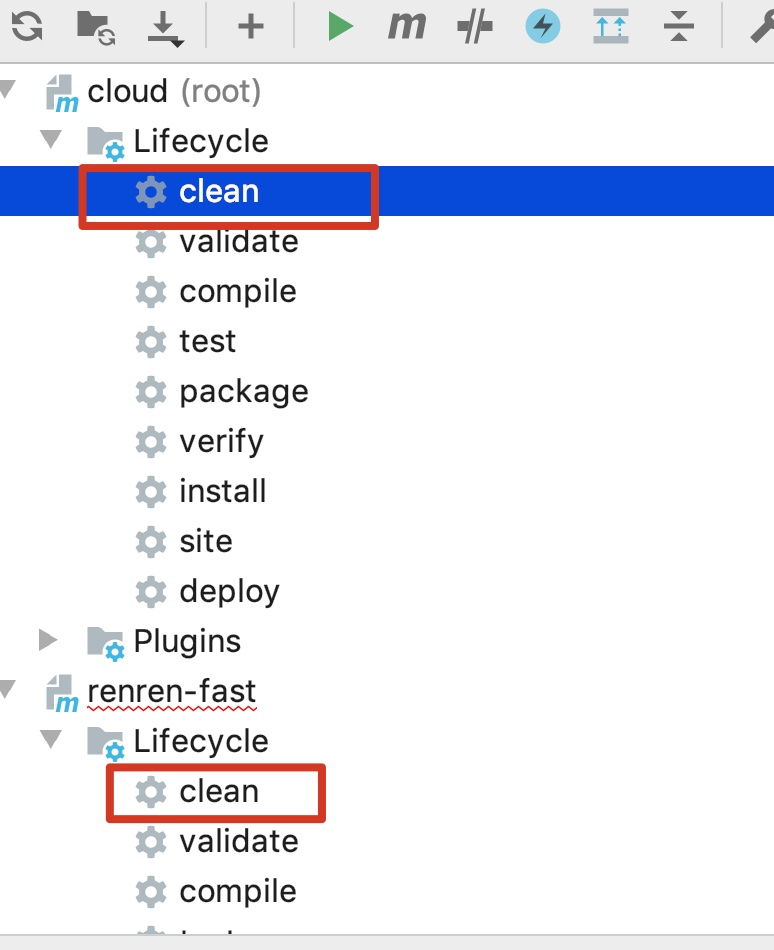 m
cloud (root)
Lifecycle
clean
validate
compile
test
package
verify
install
site
deploy
Plugins
renren-fast
Lifecycle
clean
validate
compile